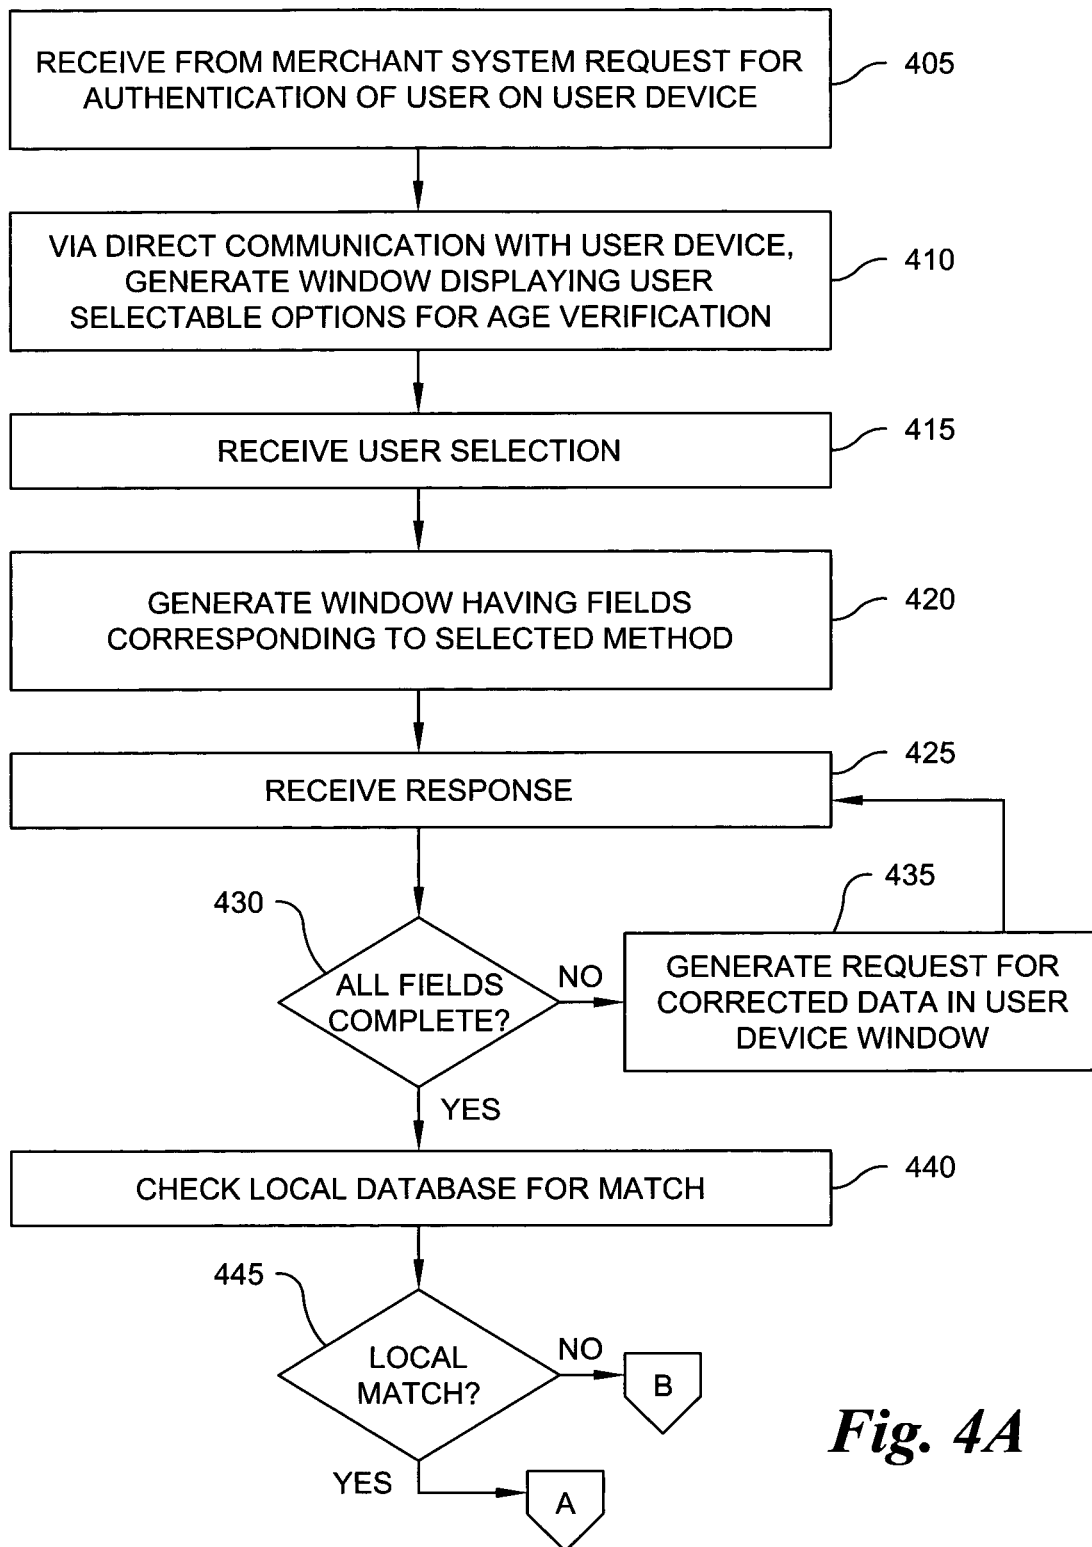 RECEIVE FROM MERCHANT SYSTEM REQUEST FOR
AUTHENTICATION OF USER ON USER DEVICE
405
VIA DIRECT COMMUNICATION WITH USER DEVICE,
GENERATE WINDOW DISPLAYING USER
SELECTABLE OPTIONS FOR AGE VERIFICATION
410
RECEIVE USER SELECTION
415
GENERATE WINDOW HAVING FIELDS
CORRESPONDING TO SELECTED METHOD
420
RECEIVE RESPONSE
425
430
ALL FIELDS
COMPLETE?
NO
435
GENERATE REQUEST FOR
CORRECTED DATA IN USER
DEVICE WINDOW
YES
CHECK LOCAL DATABASE FOR MATCH
440
445
LOCAL
MATCH?
NO
B
YES
A
Fig. 4A